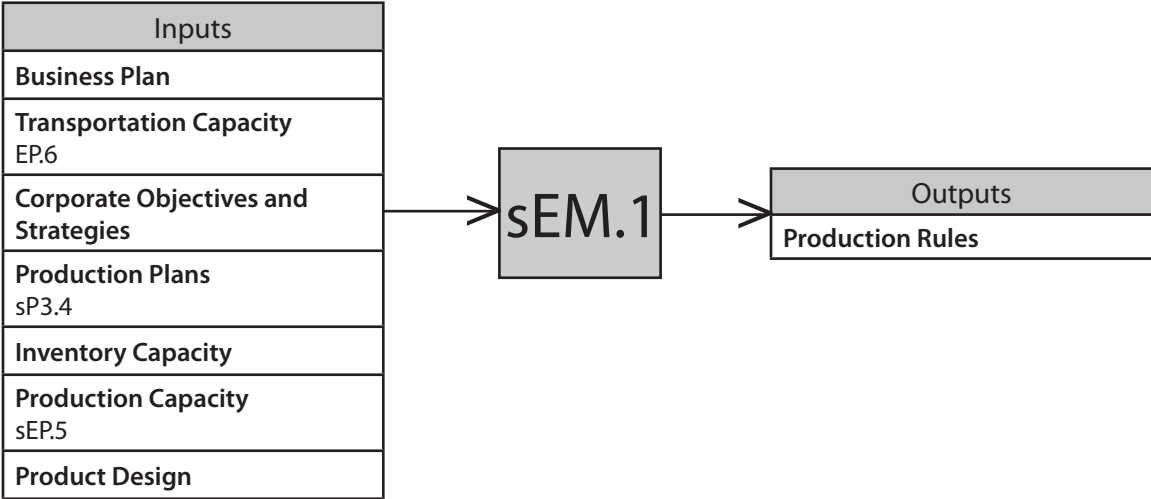 Inputs
Business Plan
Transportation Capacity
EP.6
Corporate Objectives and
Strategies
Production Plans
sP3.4
Inventory Capacity
Production Capacity
sEP.5
Product Design
sEM.1
Outputs
Production Rules